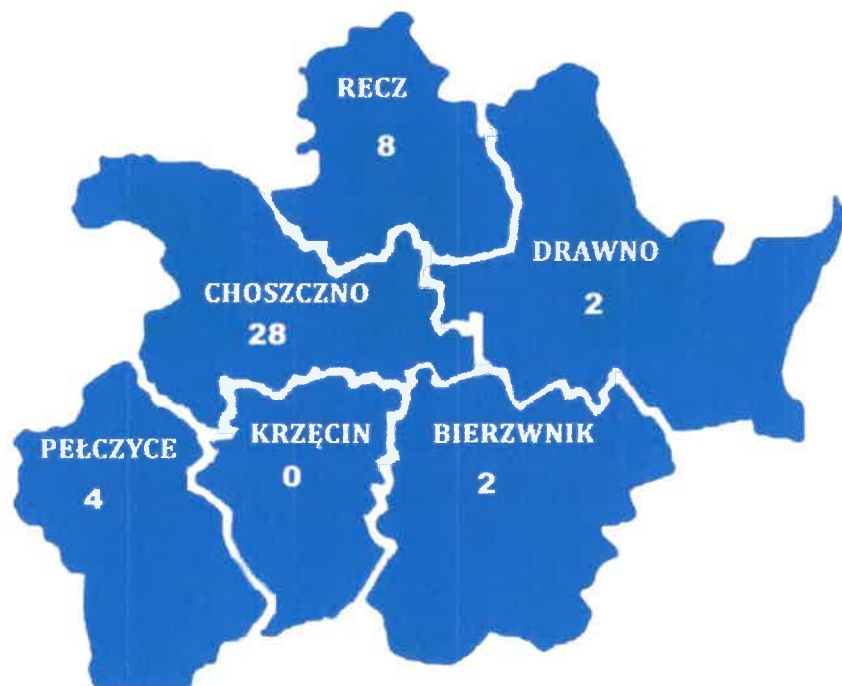 RECZ
8
DRAWNO
2
CHOSZCZNO
28
PEŁCZYCE
4
KRZĘCIN
0
BIERZWNIK
2